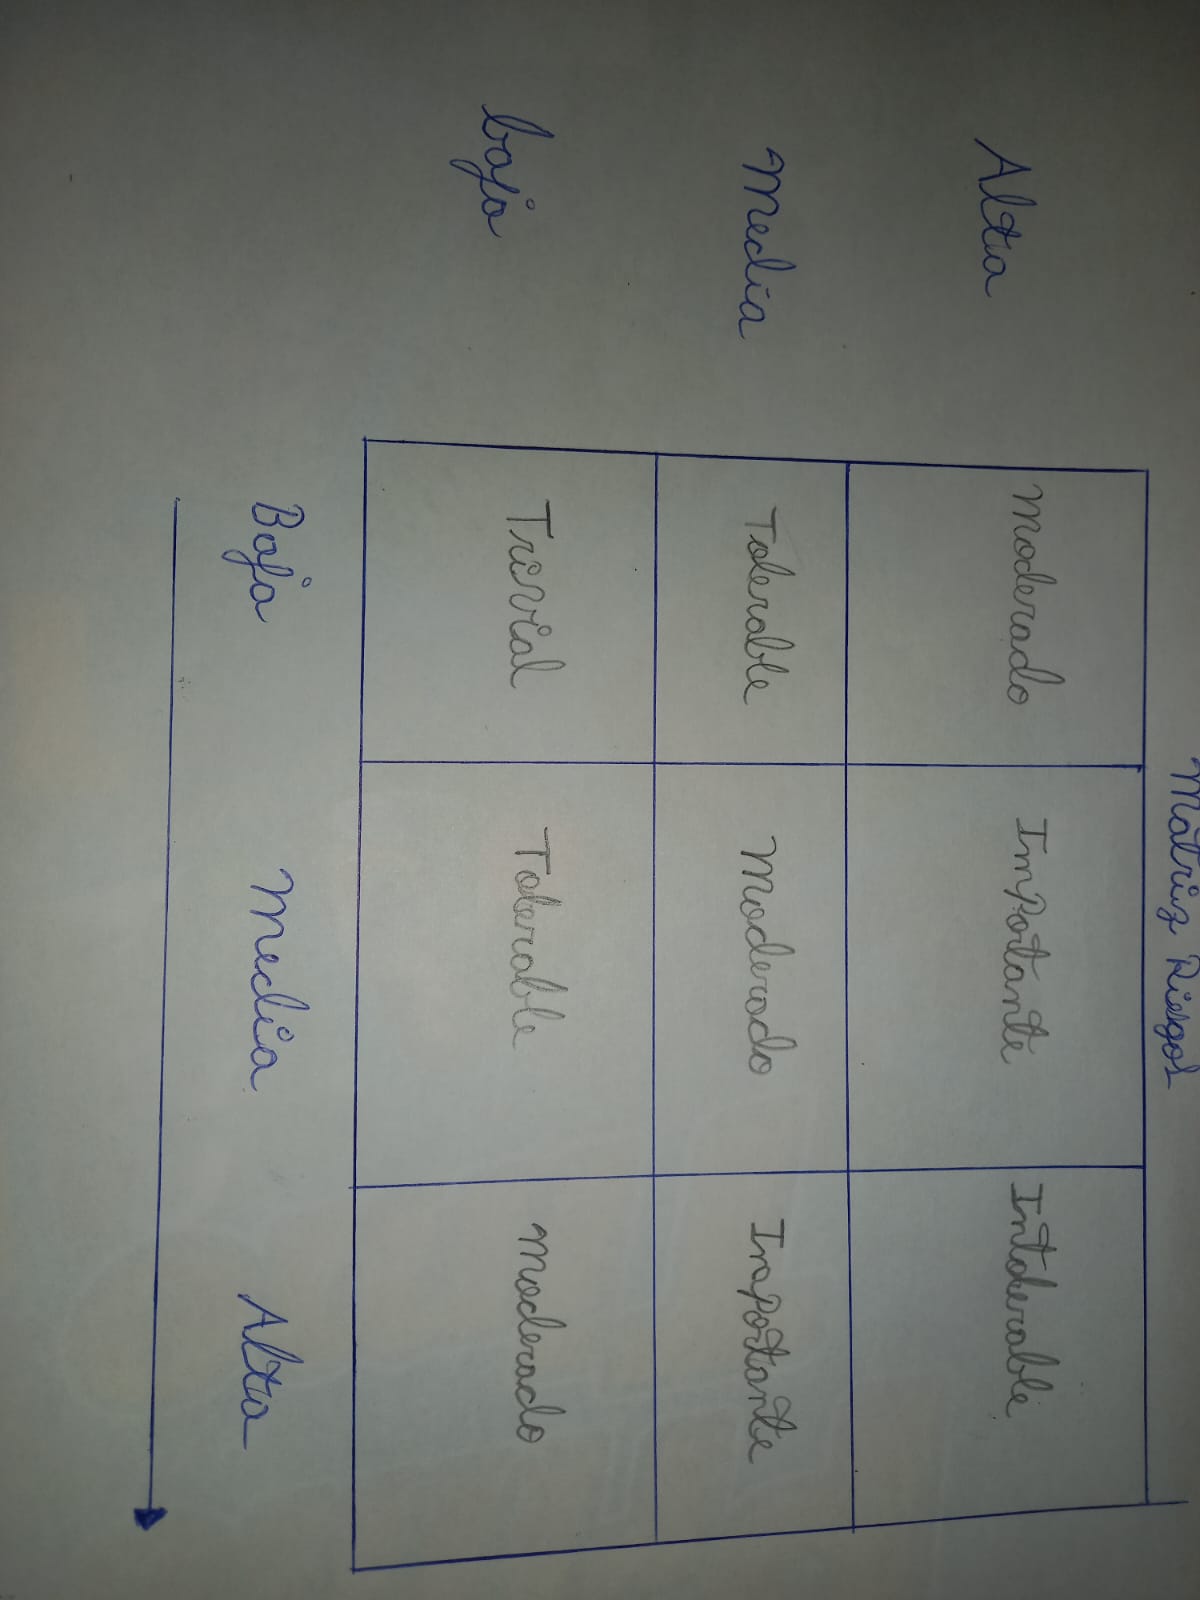 Matriz Riesgos
Alta Moderado Importante Intolerable
Media Tolerable Moderado Importante
baja Trivial Tolerable Moderado
Baja Media Alta